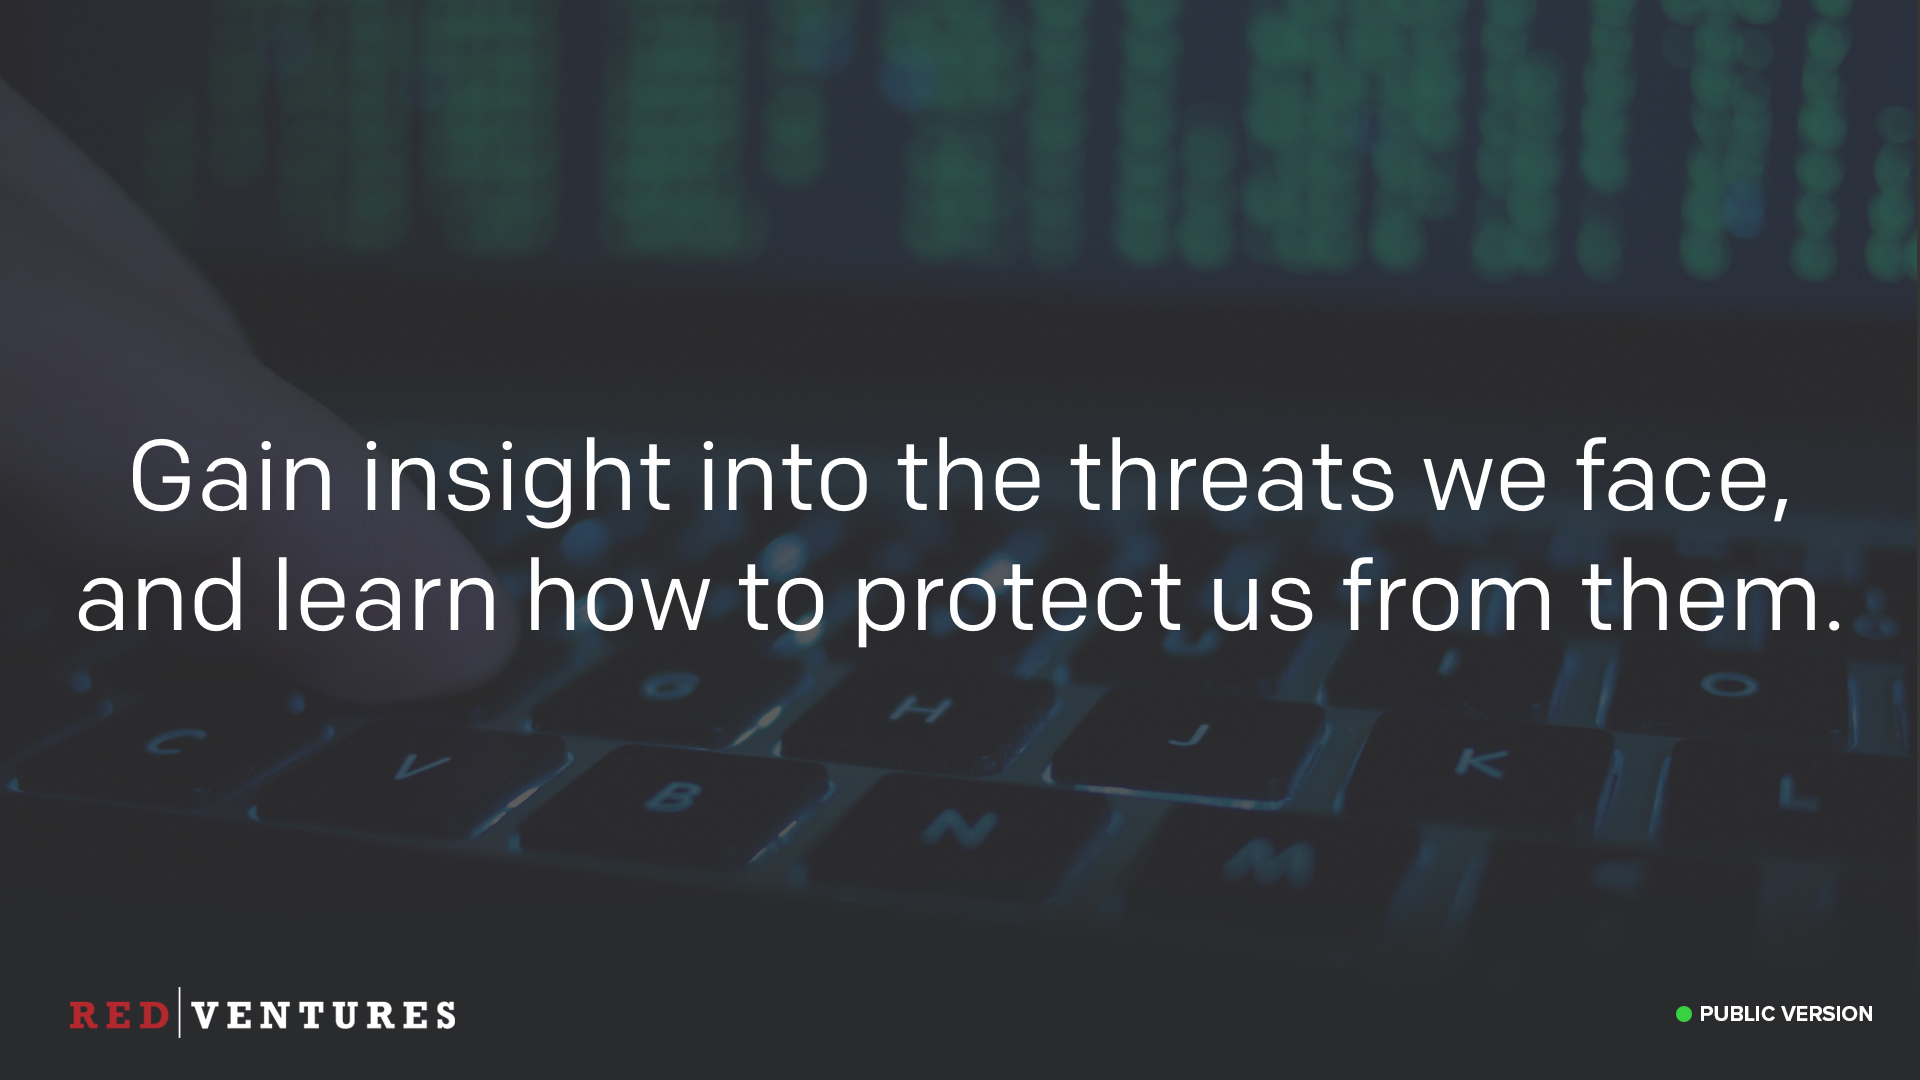 Gain insight into the threats we face,
and learn how to protect us from them.
U
I
O
G
H
J
K
L
C
V
B
N
M
RED VENTURES
PUBLIC VERSION